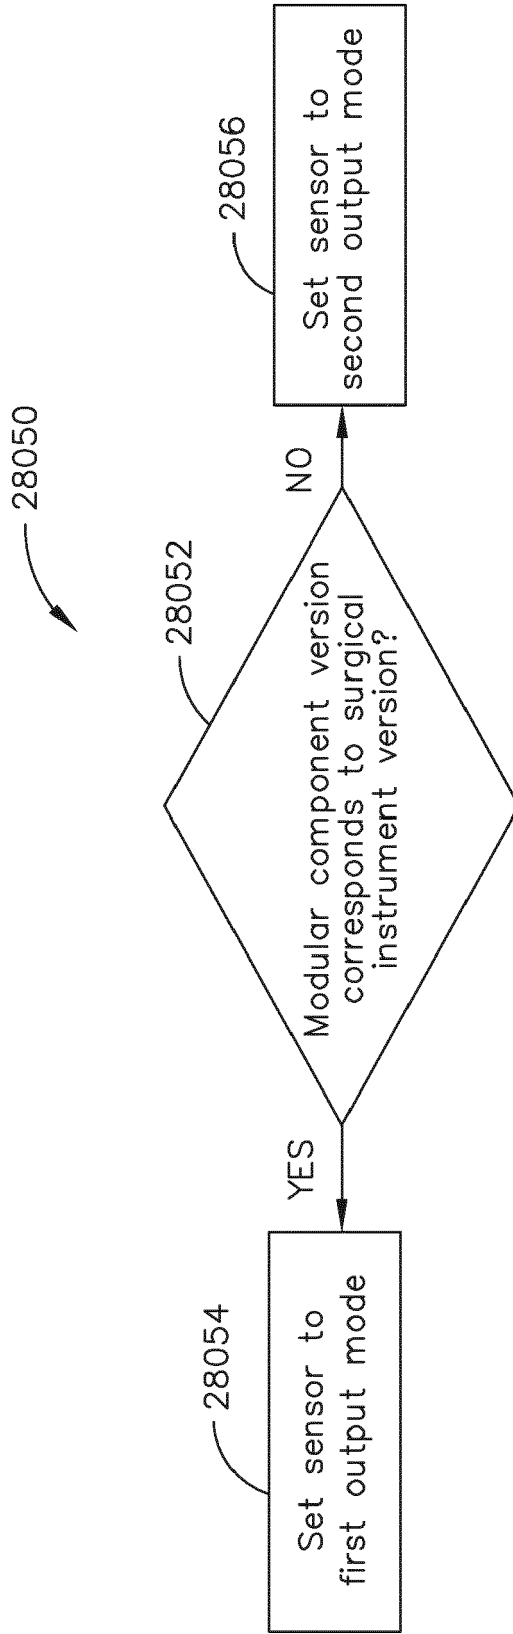 28050
28052
Modular component version
corresponds to surgical
instrument version?
YES
NO
28054
Set sensor to
first output mode
28056
Set sensor to
second output mode